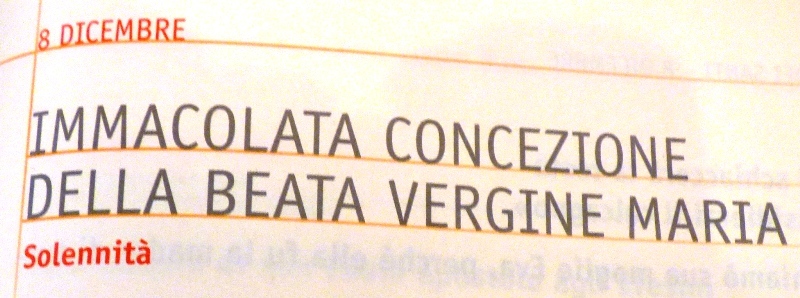 8 DICEMBRE
IMMACOLATA CONCEZIONE
DELLA BEATA VERGINE MARIA
Solennità